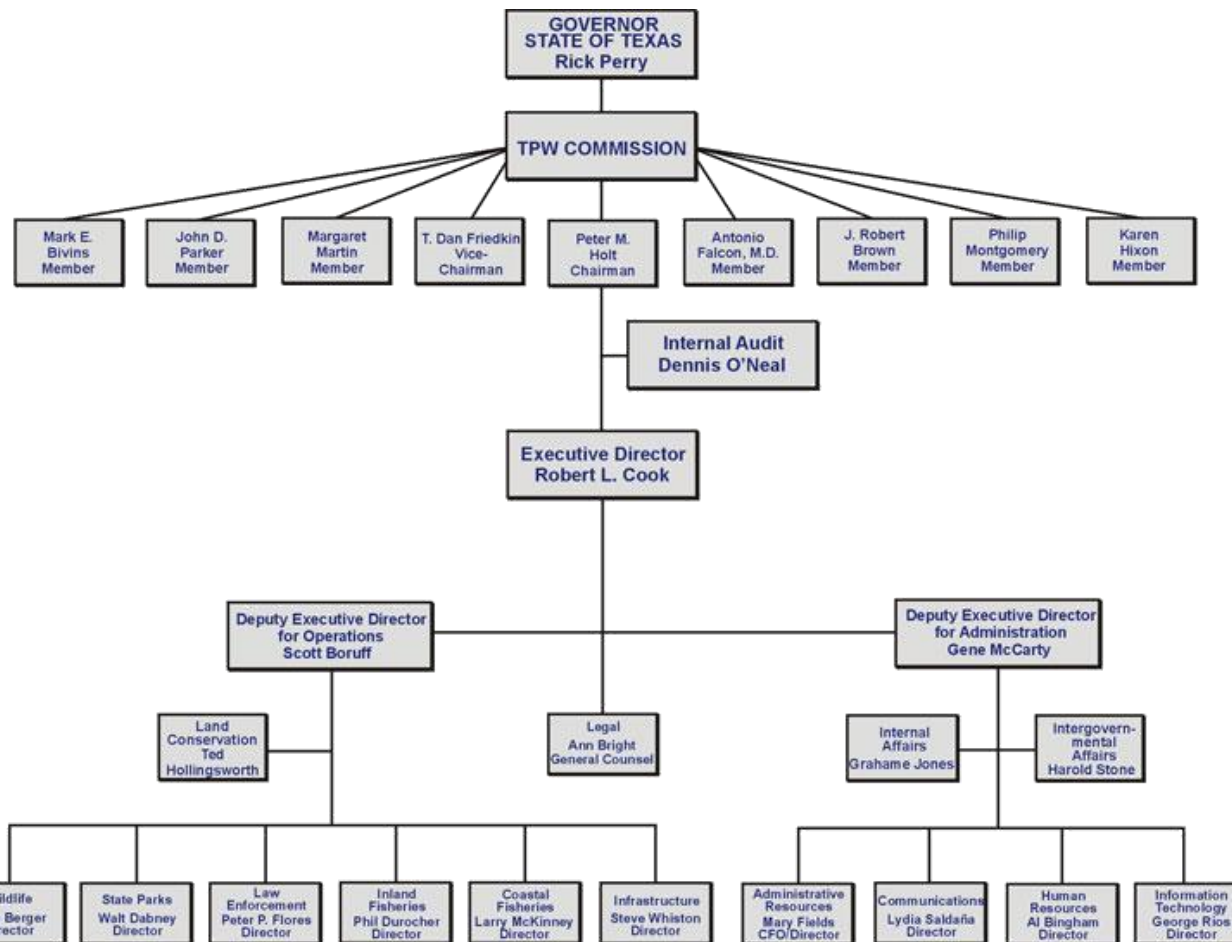 GOVERNOR
STATE OF TEXAS
Rick Perry
TPW COMMISSION
Mark E.
Bivins
Member
John D.
Parker
Member
Margaret
Martin
Member
T. Dan Friedkin
Vice-
Chairman
Peter M.
Holt
Chairman
Antonio
Falcon, M.D.
Member
J. Robert
Brown
Member
Philip
Montgomery
Member
Karen
Hixon
Member
Internal Audit
Dennis O'Neal
Executive Director
Robert L. Cook
Deputy Executive Director
for Operations
Scott Boruff
Deputy Executive Director
for Administration
Gene McCarty
Land
Conservation
Ted
Hollingsworth
Legal
Ann Bright
General Counsel
Internal
Affairs
Grahame Jones
Intergovern-
mental
Affairs
Harold Stone
Berger
State Parks
Walt Dabney
Director
Law
Enforcement
Peter P. Flores
Director
Inland
Fisheries
Phil Durocher
Director
Coastal
Fisheries
Larry McKinney
Director
Infrastructure
Steve Whiston
Director
Administrative
Resources
Mary Fields
CFO/Director
Communications
Lydia Saldaña
Director
Human
Resources
Al Bingham
Director
Information
Technology
George Rios
Director